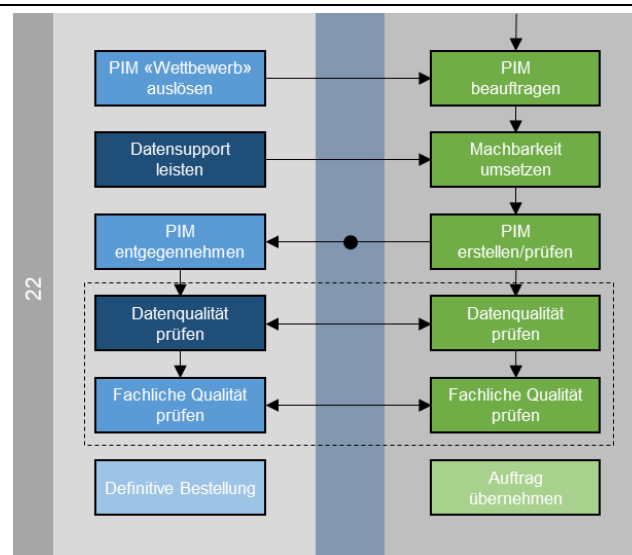 PIM «Wettbewerb»
auslösen
PIM
beauftragen
Datensupport
leisten
Machbarkeit
umsetzen
PIM
entgegennehmen
PIM
erstellen/prüfen
22
Datenqualität
prüfen
Datenqualität
prüfen
Fachliche Qualität
prüfen
Fachliche Qualität
prüfen
Definitive Bestellung
Auftrag
übernehmen